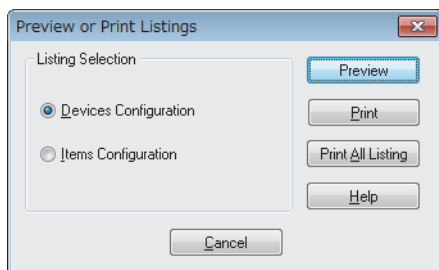 Preview or Print Listings
Listing Selection
Devices Configuration
Items Configuration
Preview
Print
Print All Listing
Help
Cancel